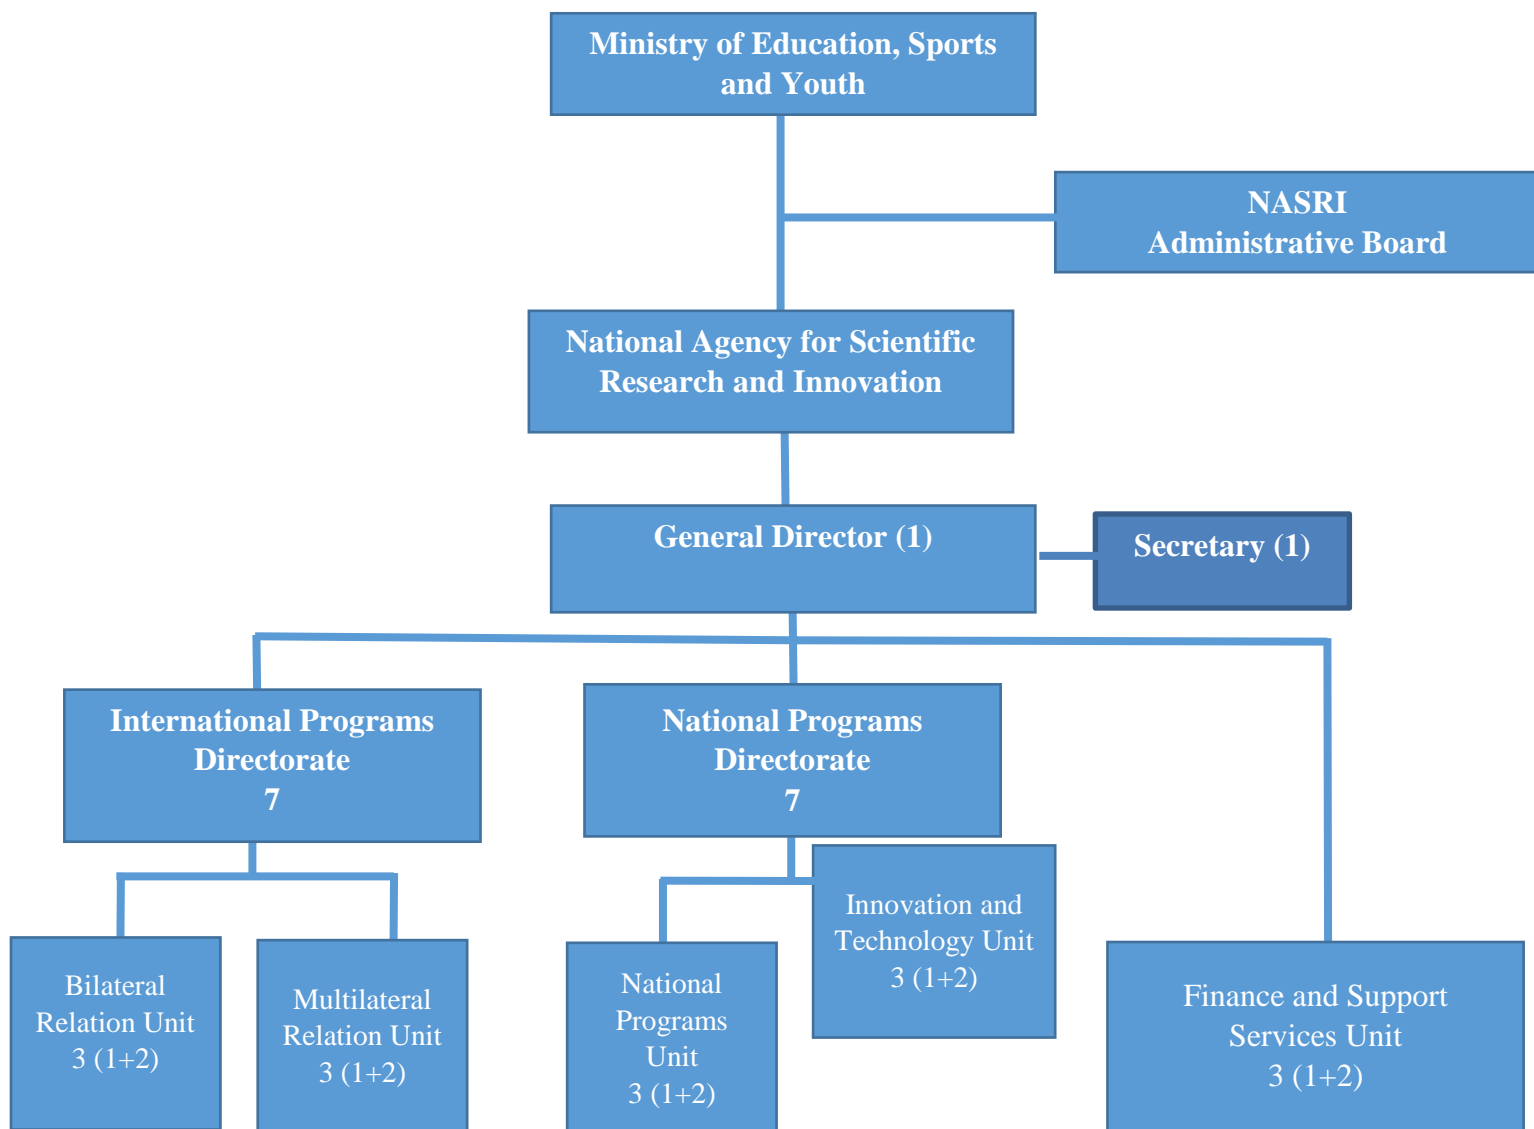 Ministry of Education, Sports
and Youth
NASRI
Administrative Board
National Agency for Scientific
Research and Innovation
General Director (1)
Secretary (1)
International Programs
Directorate
7
National Programs
Directorate
7
Bilateral
Relation Unit
3 (1+2)
Multilateral
Relation Unit
3 (1+2)
National
Programs
Unit
3 (1+2)
Innovation and
Technology Unit
3 (1+2)
Finance and Support
Services Unit
3 (1+2)